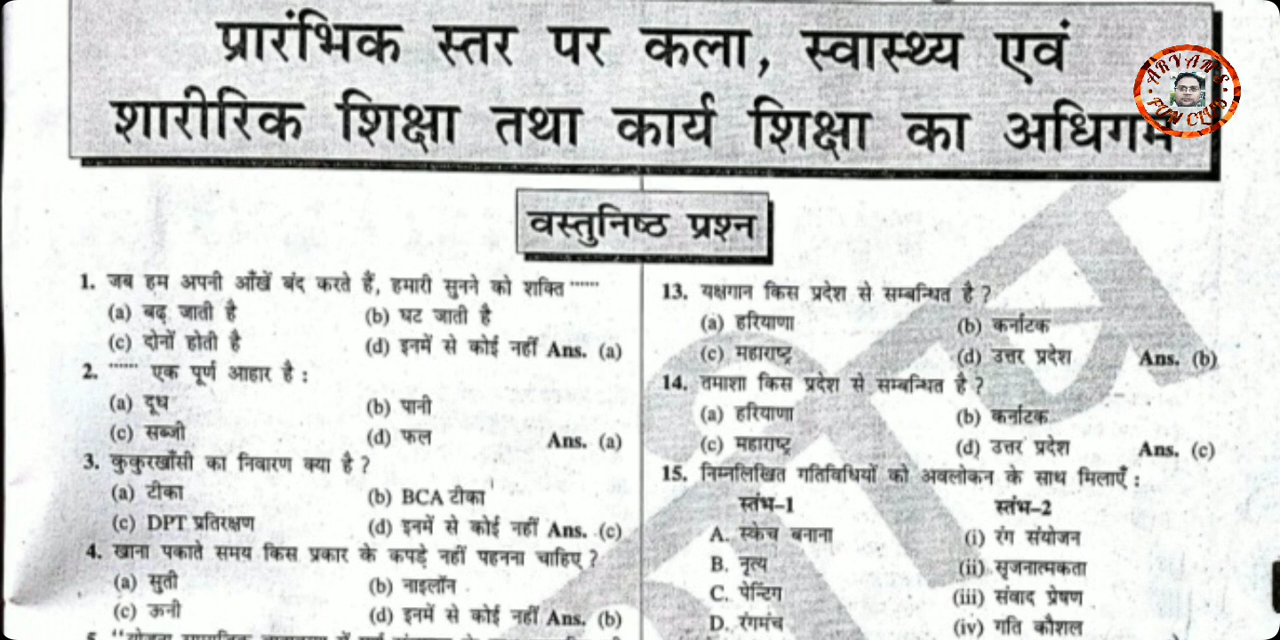 प्रारंभिक स्तर पर कला, स्वास्थ्य एवं
शारीरिक शिक्षा तथा कार्य शिक्षा का अधिगम
ARYAN'S
FUN CLUB
वस्तुनिष्ठ प्रश्न
1. जब हम अपनी आँखें बंद करते हैं, हमारी सुनने को शक्ति ······
(a) बढ़ जाती है (b) घट जाती है
(c) दोनों होती है (d) इनमें से कोई नहीं Ans. (a)
2. ······ एक पूर्ण आहार है :
(a) दूध (b) पानी
(c) सब्जी (d) फल Ans. (a)
3. कुकुरखाँसी का निवारण क्या है ?
(a) टीका (b) BCA टीका
(c) DPT प्रतिरक्षण (d) इनमें से कोई नहीं Ans. (c)
4. खाना पकाते समय किस प्रकार के कपड़े नहीं पहनना चाहिए ?
(a) सुती (b) नाइलॉन
(c) ऊनी (d) इनमें से कोई नहीं Ans. (b)
13. यक्षगान किस प्रदेश से सम्बन्धित है ?
(a) हरियाणा (b) कर्नाटक
(c) महाराष्ट्र (d) उत्तर प्रदेश Ans. (b)
14. तमाशा किस प्रदेश से सम्बन्धित है ?
(a) हरियाणा (b) कर्नाटक
(c) महाराष्ट्र (d) उत्तर प्रदेश Ans. (c)
15. निम्नलिखित गतिविधियों को अवलोकन के साथ मिलाएँ :
स्तंभ-1 स्तंभ-2
A. स्केच बनाना (i) रंग संयोजन
B. नृत्य (ii) सृजनात्मकता
C. पेन्टिंग (iii) संवाद प्रेषण
D. रंगमंच (iv) गति कौशल